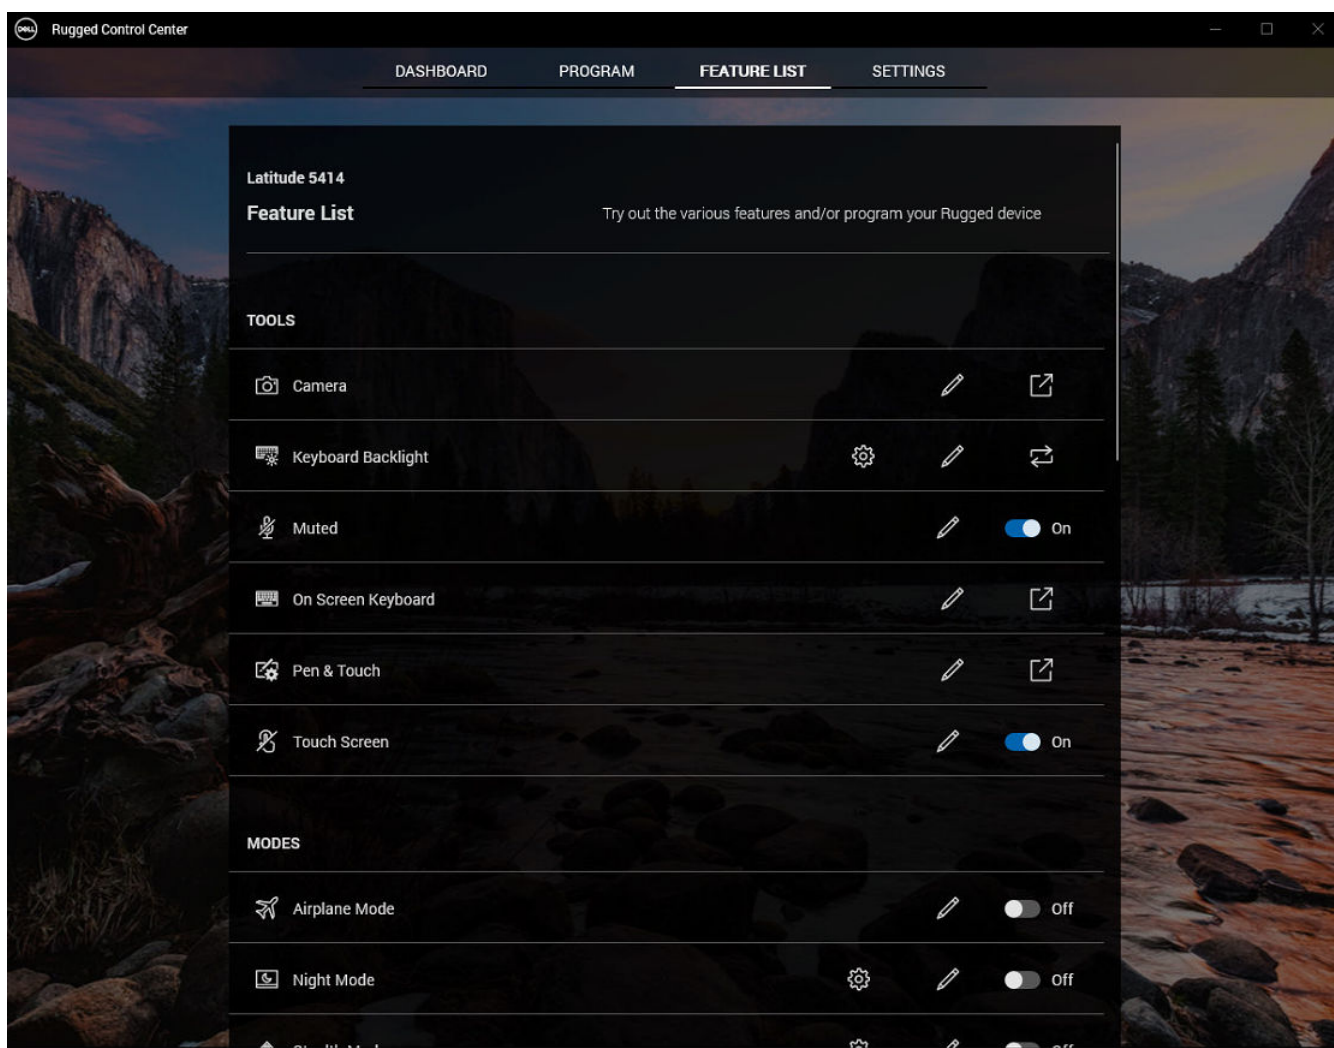 DELL Rugged Control Center
DASHBOARD PROGRAM FEATURE LIST SETTINGS
Latitude 5414
Feature List Try out the various features and/or program your Rugged device
TOOLS
Camera
Keyboard Backlight
Muted On
On Screen Keyboard
Pen & Touch
Touch Screen On
MODES
Airplane Mode Off
Night Mode Off